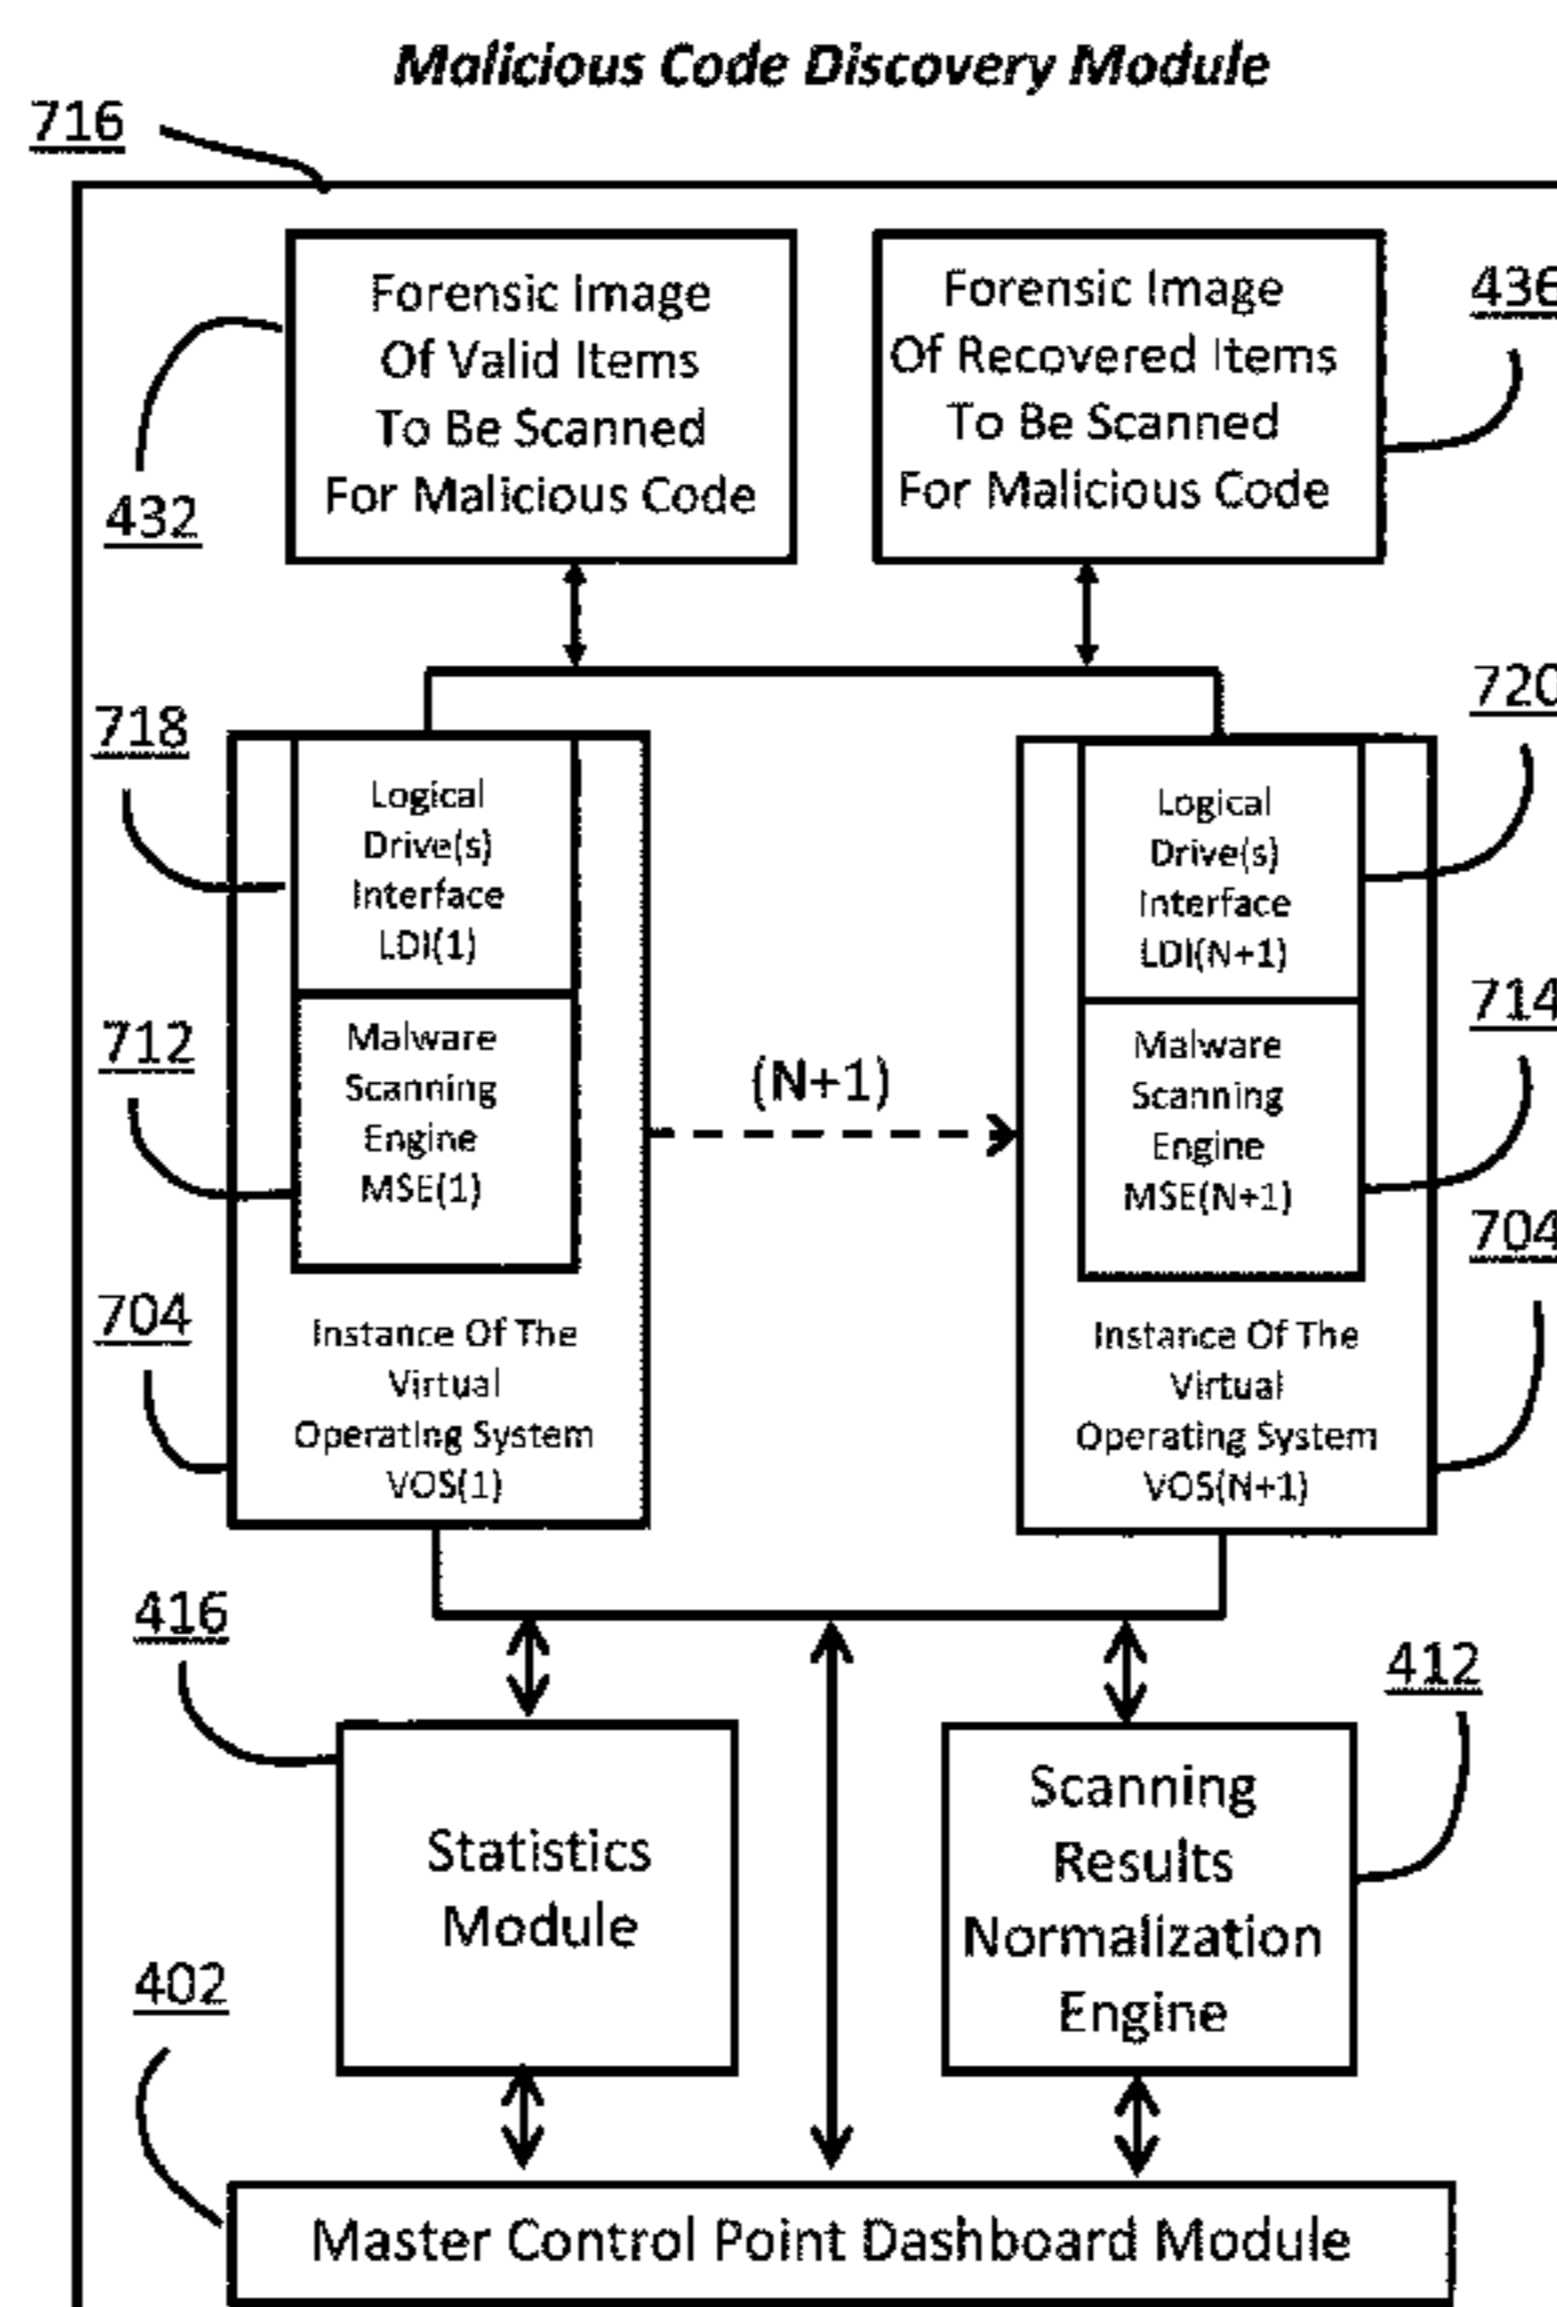 Malicious Code Discovery Module
716
Forensic Image
Of Valid Items
To Be Scanned
For Malicious Code
432
Forensic Image
Of Recovered Items
To Be Scanned
For Malicious Code
436
718
Logical
Drive(s)
Interface
LDI(1)
712
Malware
Scanning
Engine
MSE(1)
704
Instance Of The
Virtual
Operating System
VOS(1)
(N+1)
720
Logical
Drive(s)
Interface
LDI(N+1)
714
Malware
Scanning
Engine
MSE(N+1)
704
Instance Of The
Virtual
Operating System
VOS(N+1)
416
Statistics
Module
412
Scanning
Results
Normalization
Engine
402
Master Control Point Dashboard Module